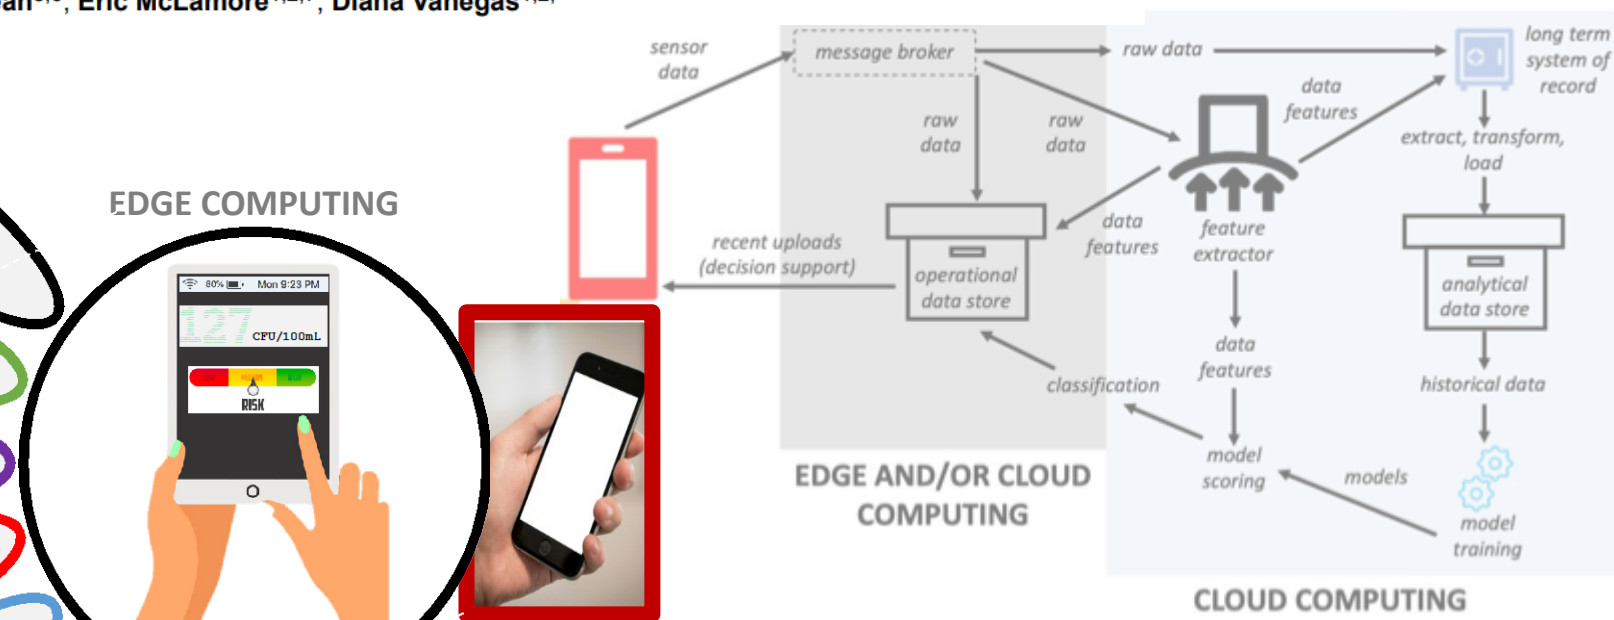 Eric McLamore
Diana Vanegas
EDGE COMPUTING
80%
Mon 9:23 PM
127
CFU/100mL
RISK
sensor
data
message broker
raw data
long term
system of
record
data
features
raw
data
raw
data
extract, transform,
load
recent uploads
(decision support)
data
features
feature
extractor
operational
data store
analytical
data store
data
features
classification
historical data
model
scoring
models
model
training
EDGE AND/OR CLOUD
COMPUTING
CLOUD COMPUTING